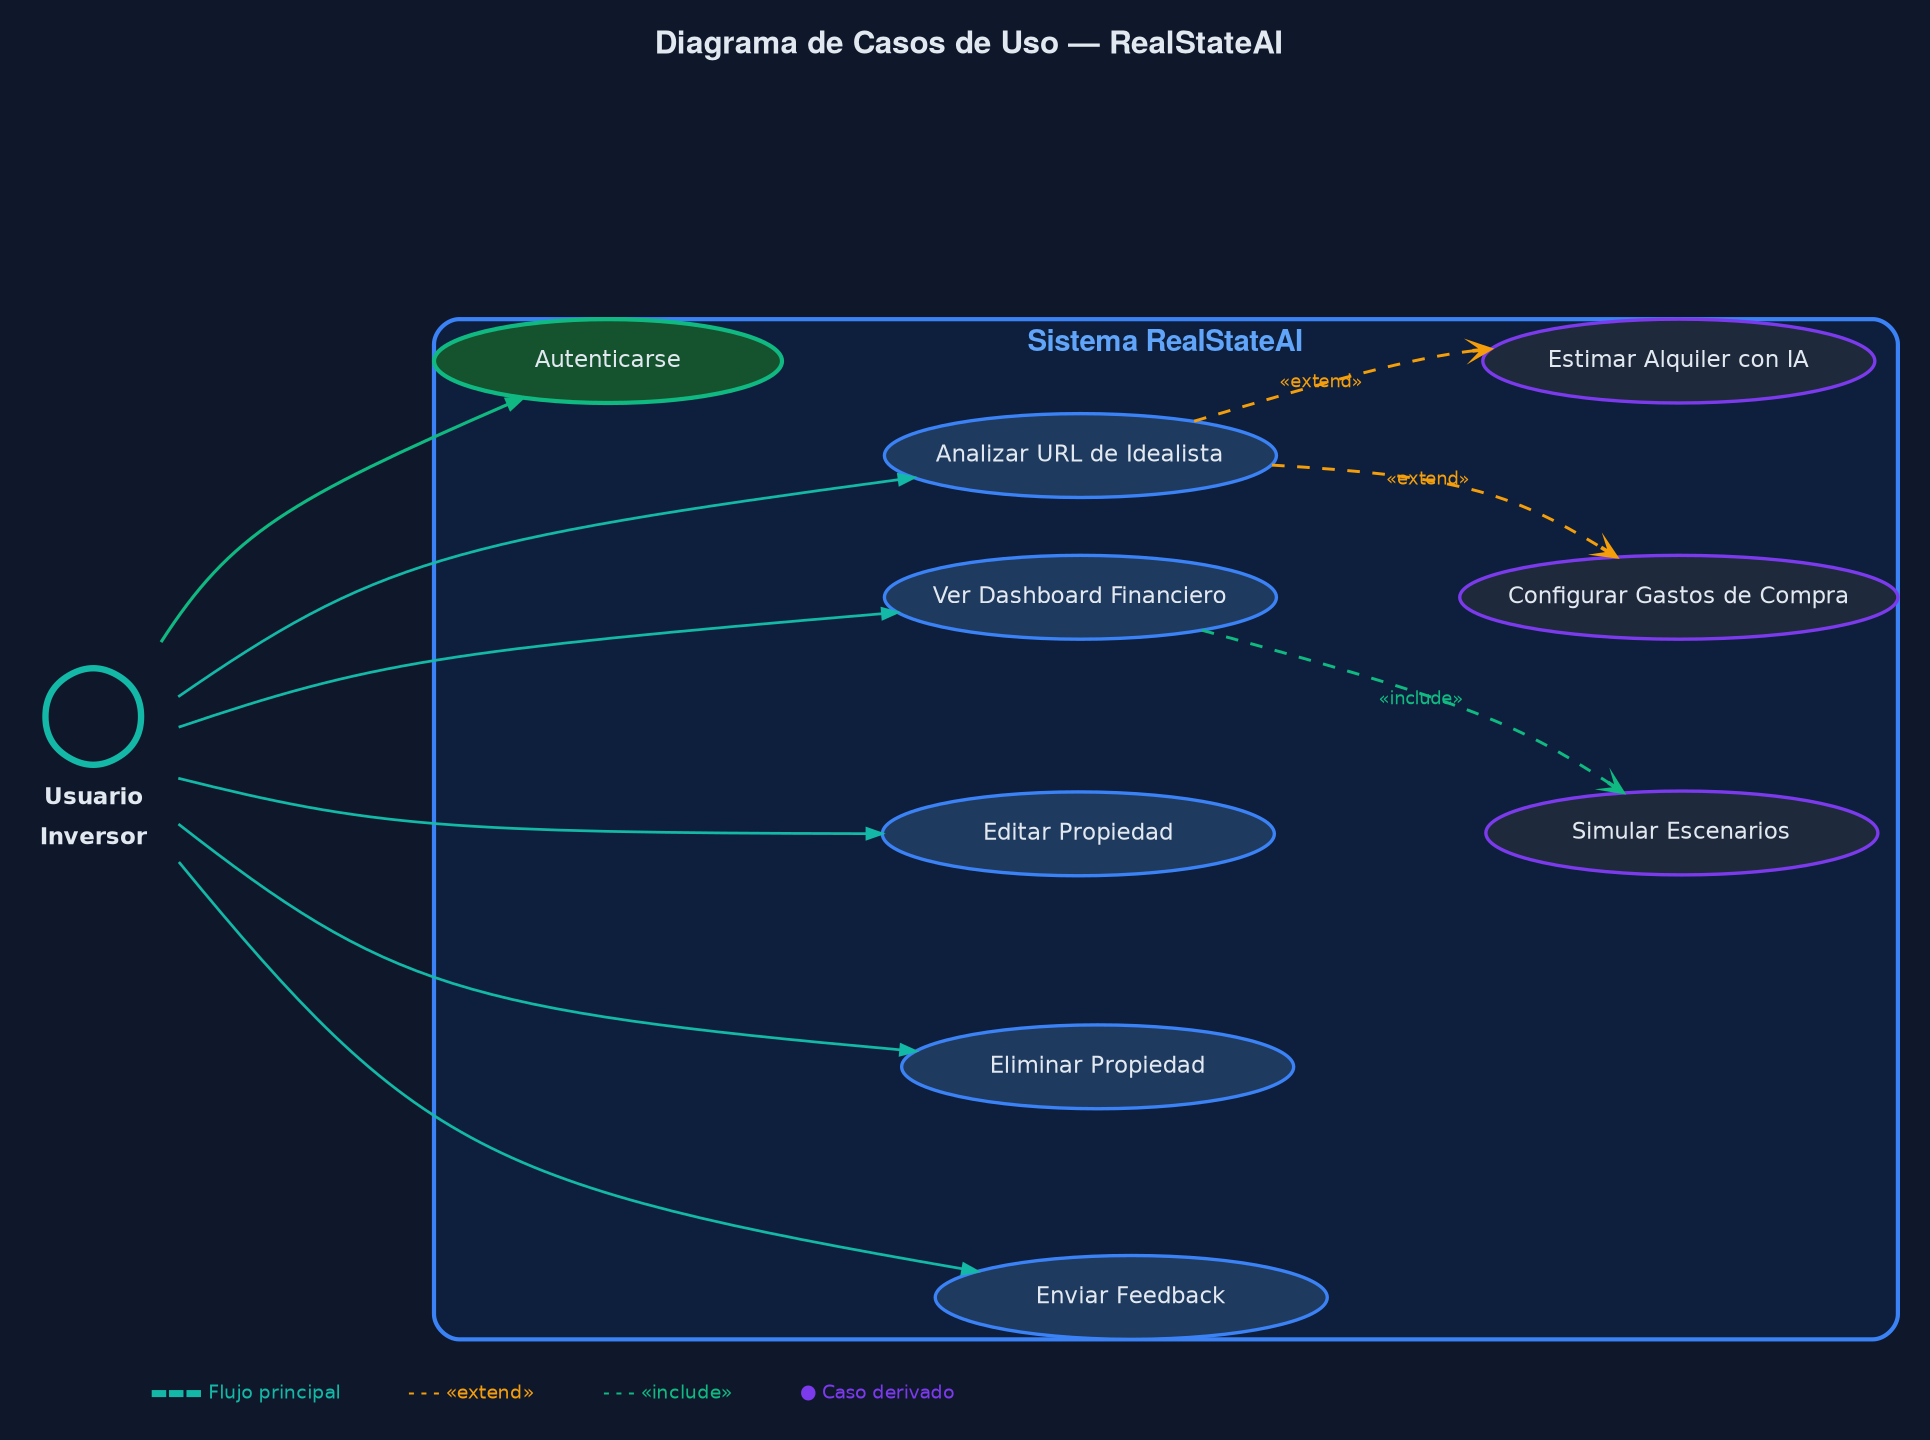 Diagrama de Casos de Uso — RealStateAI
Sistema RealStateAI
Autenticarse
Estimar Alquiler con IA
«extend»
Analizar URL de Idealista
«extend»
Ver Dashboard Financiero
Configurar Gastos de Compra
«include»
Usuario
Inversor
Editar Propiedad
Simular Escenarios
Eliminar Propiedad
Enviar Feedback
Flujo principal
«extend»
«include»
Caso derivado